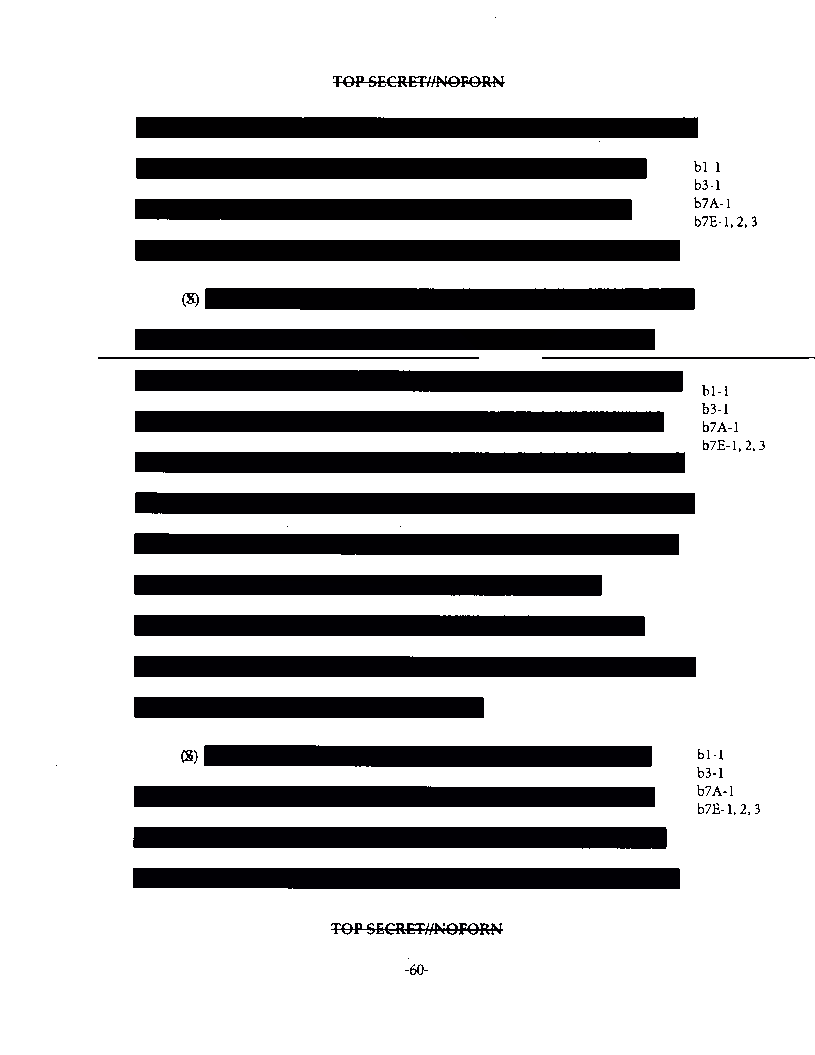 TOP SECRET//NOFORN
b1-1
b3-1
b7A-1
b7E-1, 2, 3
(S)
b1-1
b3-1
b7A-1
b7E-1, 2, 3
(S)
b1-1
b3-1
b7A-1
b7E-1, 2, 3
TOP SECRET//NOFORN
-60-